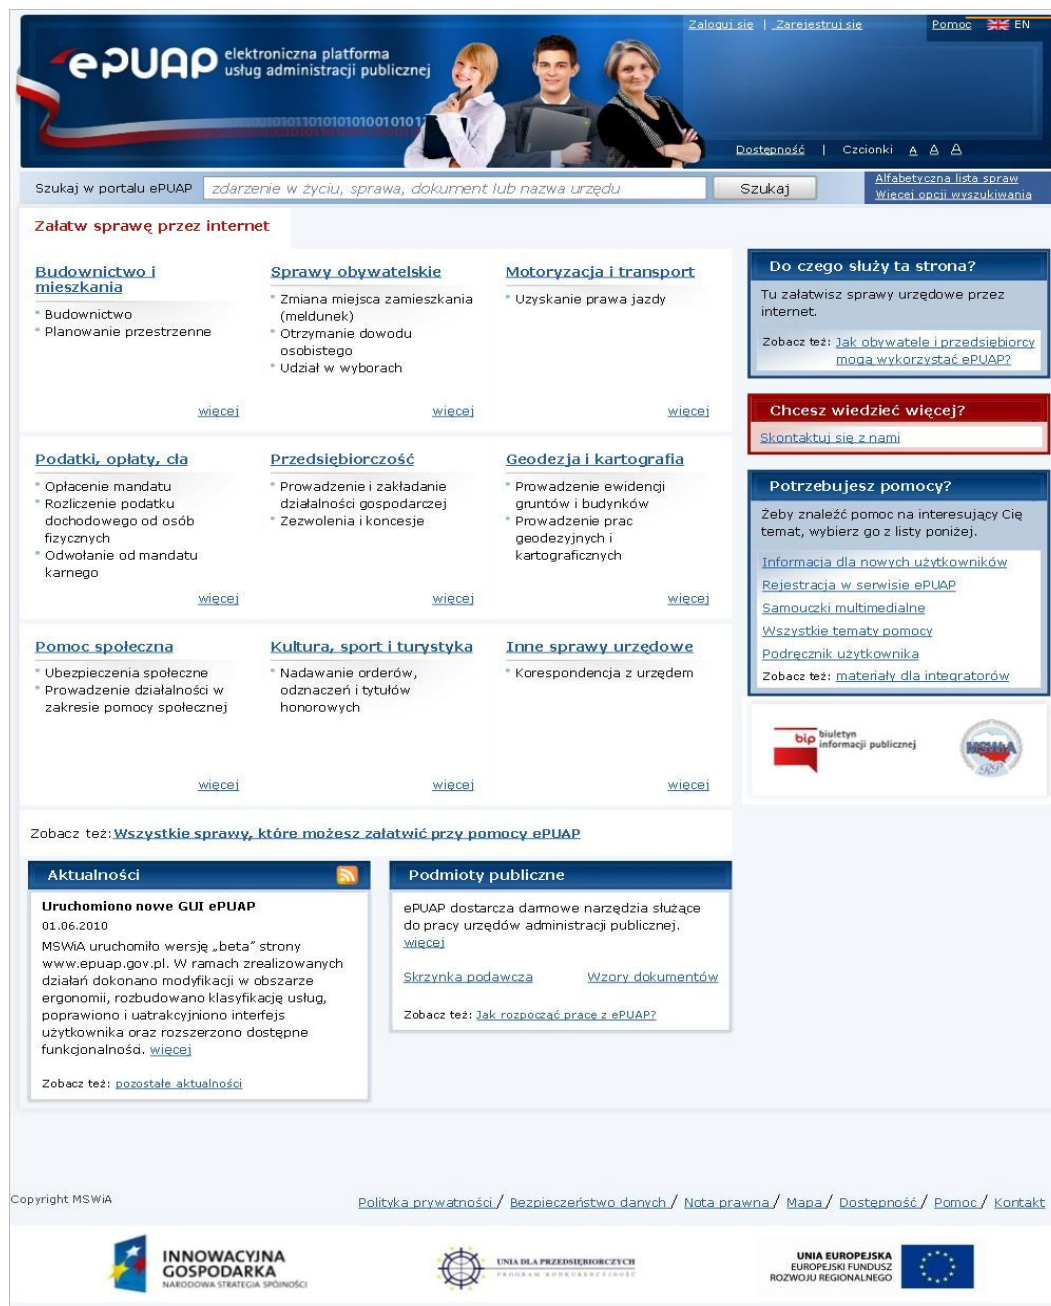 Zaloguj się | Zarejestruj się Pomoc EN
ePUAP elektroniczna platforma
usług administracji publicznej
Dostępność | Czcionki A A A
Szukaj w portalu ePUAP zdarzenie w życiu, sprawa, dokument lub nazwa urzędu Szukaj
Alfabetyczna lista spraw
Więcej opcji wyszukiwania
Załatw sprawę przez internet
Budownictwo i
mieszkania
Budownictwo
Planowanie przestrzenne
więcej
Sprawy obywatelskie
Zmiana miejsca zamieszkania
(meldunek)
Otrzymanie dowodu
osobistego
Udział w wyborach
więcej
Motoryzacja i transport
Uzyskanie prawa jazdy
więcej
Podatki, opłaty, cła
Opłacenie mandatu
Rozliczenie podatku
dochodowego od osób
fizycznych
Odwołanie od mandatu
karnego
więcej
Przedsiębiorczość
Prowadzenie i zakładanie
działalności gospodarczej
Zezwolenia i koncesje
więcej
Geodezja i kartografia
Prowadzenie ewidencji
gruntów i budynków
Prowadzenie prac
geodezyjnych i
kartograficznych
więcej
Pomoc społeczna
Ubezpieczenia społeczne
Prowadzenie działalności w
zakresie pomocy społecznej
więcej
Kultura, sport i turystyka
Nadawanie orderów,
odznaczeń i tytułów
honorowych
więcej
Inne sprawy urzędowe
Korespondencja z urzędem
więcej
Zobacz też: Wszystkie sprawy, które możesz załatwić przy pomocy ePUAP
Do czego służy ta strona?
Tu załatwisz sprawy urzędowe przez
internet.
Zobacz też: Jak obywatele i przedsiębiorcy
mogą wykorzystać ePUAP?
Chcesz wiedzieć więcej?
Skontaktuj się z nami
Potrzebujesz pomocy?
Żeby znaleźć pomoc na interesujący Cię
temat, wybierz go z listy poniżej.
Informacja dla nowych użytkowników
Rejestracja w serwisie ePUAP
Samouczki multimedialne
Wszystkie tematy pomocy
Podręcznik użytkownika
Zobacz też: materiały dla integratorów
bip biuletyn
informacji publicznej
MSWiA
RP
Aktualności
Uruchomiono nowe GUI ePUAP
01.06.2010
MSWiA uruchomiło wersję „beta” strony
www.epuap.gov.pl. W ramach zrealizowanych
działań dokonano modyfikacji w obszarze
ergonomii, rozbudowano klasyfikację usług,
poprawiono i uatrakcyjniono interfejs
użytkownika oraz rozszerzono dostępne
funkcjonalności. więcej
Zobacz też: pozostałe aktualności
Podmioty publiczne
ePUAP dostarcza darmowe narzędzia służące
do pracy urzędów administracji publicznej.
więcej
Skrzynka podawcza Wzory dokumentów
Zobacz też: Jak rozpocząć pracę z ePUAP?
Copyright MSWiA
Polityka prywatności / Bezpieczeństwo danych / Nota prawna / Mapa / Dostępność / Pomoc / Kontakt
INNOWACYJNA
GOSPODARKA
NARODOWA STRATEGIA SPÓJNOŚCI
UNIA DLA PRZEDSIĘBIORCZYCH
PROGRAM KONKURENCYJNOŚĆ
UNIA EUROPEJSKA
EUROPEJSKI FUNDUSZ
ROZWOJU REGIONALNEGO